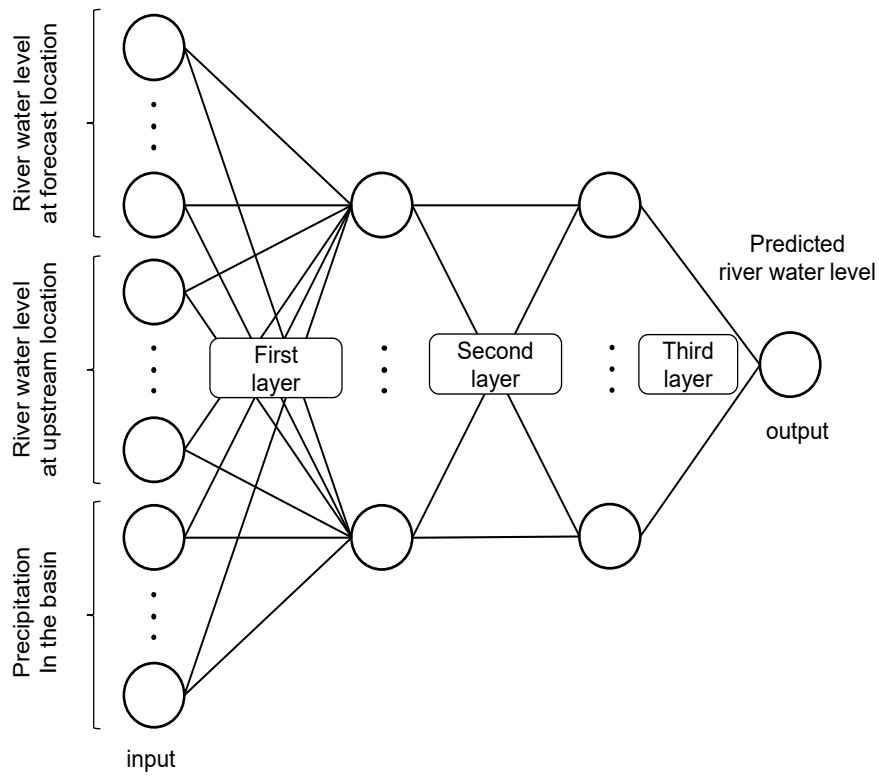 River water level
at forecast location
River water level
at upstream location
Precipitation
In the basin
input
First
layer
Second
layer
Third
layer
Predicted
river water level
output